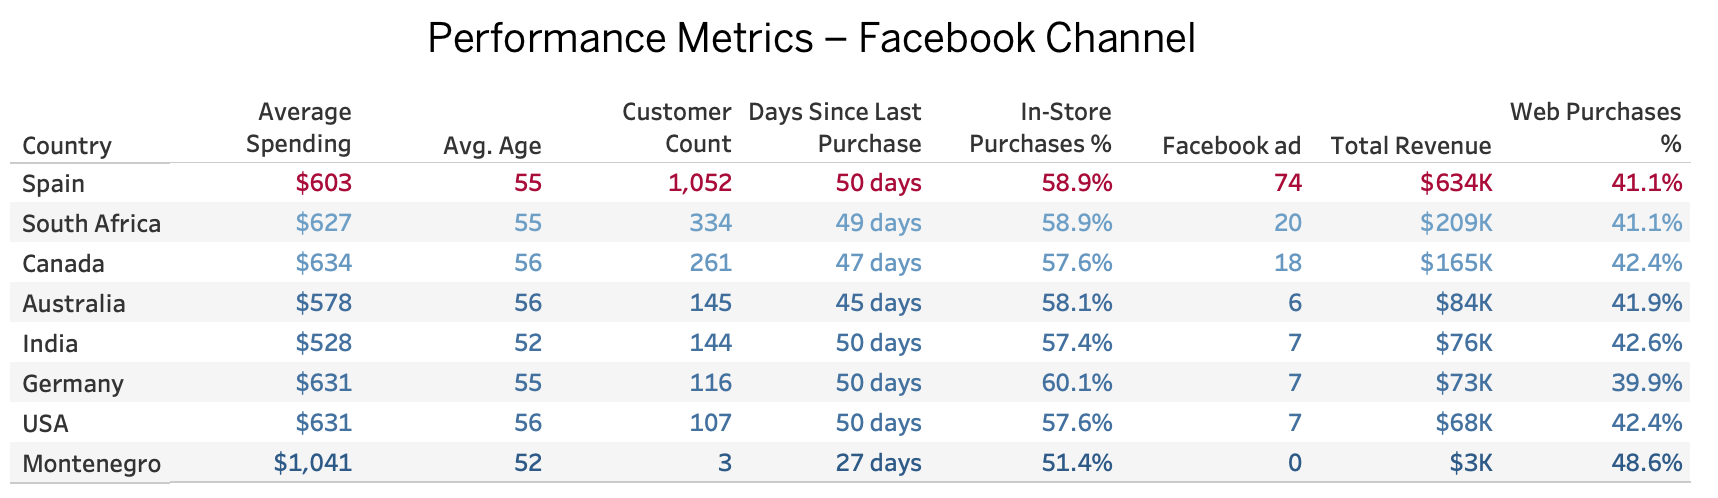 Performance Metrics – Facebook Channel
Country Average Spending Avg. Age Customer Count Days Since Last Purchase In-Store Purchases % Facebook ad Total Revenue Web Purchases %
Spain $603 55 1,052 50 days 58.9% 74 $634K 41.1%
South Africa $627 55 334 49 days 58.9% 20 $209K 41.1%
Canada $634 56 261 47 days 57.6% 18 $165K 42.4%
Australia $578 56 145 45 days 58.1% 6 $84K 41.9%
India $528 52 144 50 days 57.4% 7 $76K 42.6%
Germany $631 55 116 50 days 60.1% 7 $73K 39.9%
USA $631 56 107 50 days 57.6% 7 $68K 42.4%
Montenegro $1,041 52 3 27 days 51.4% 0 $3K 48.6%